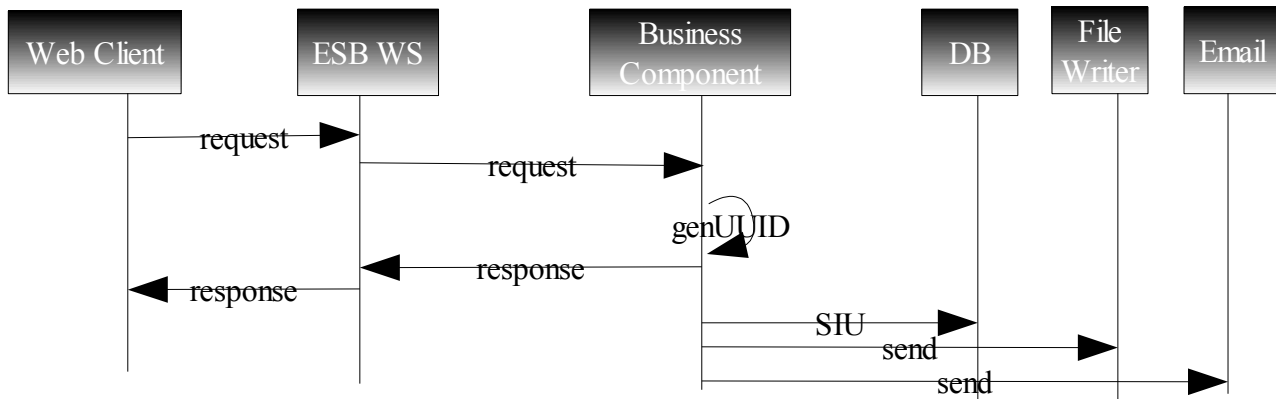 Web Client
ESB WS
Business
Component
DB
File
Writer
Email
request
request
genUUID
response
response
SIU
send
send